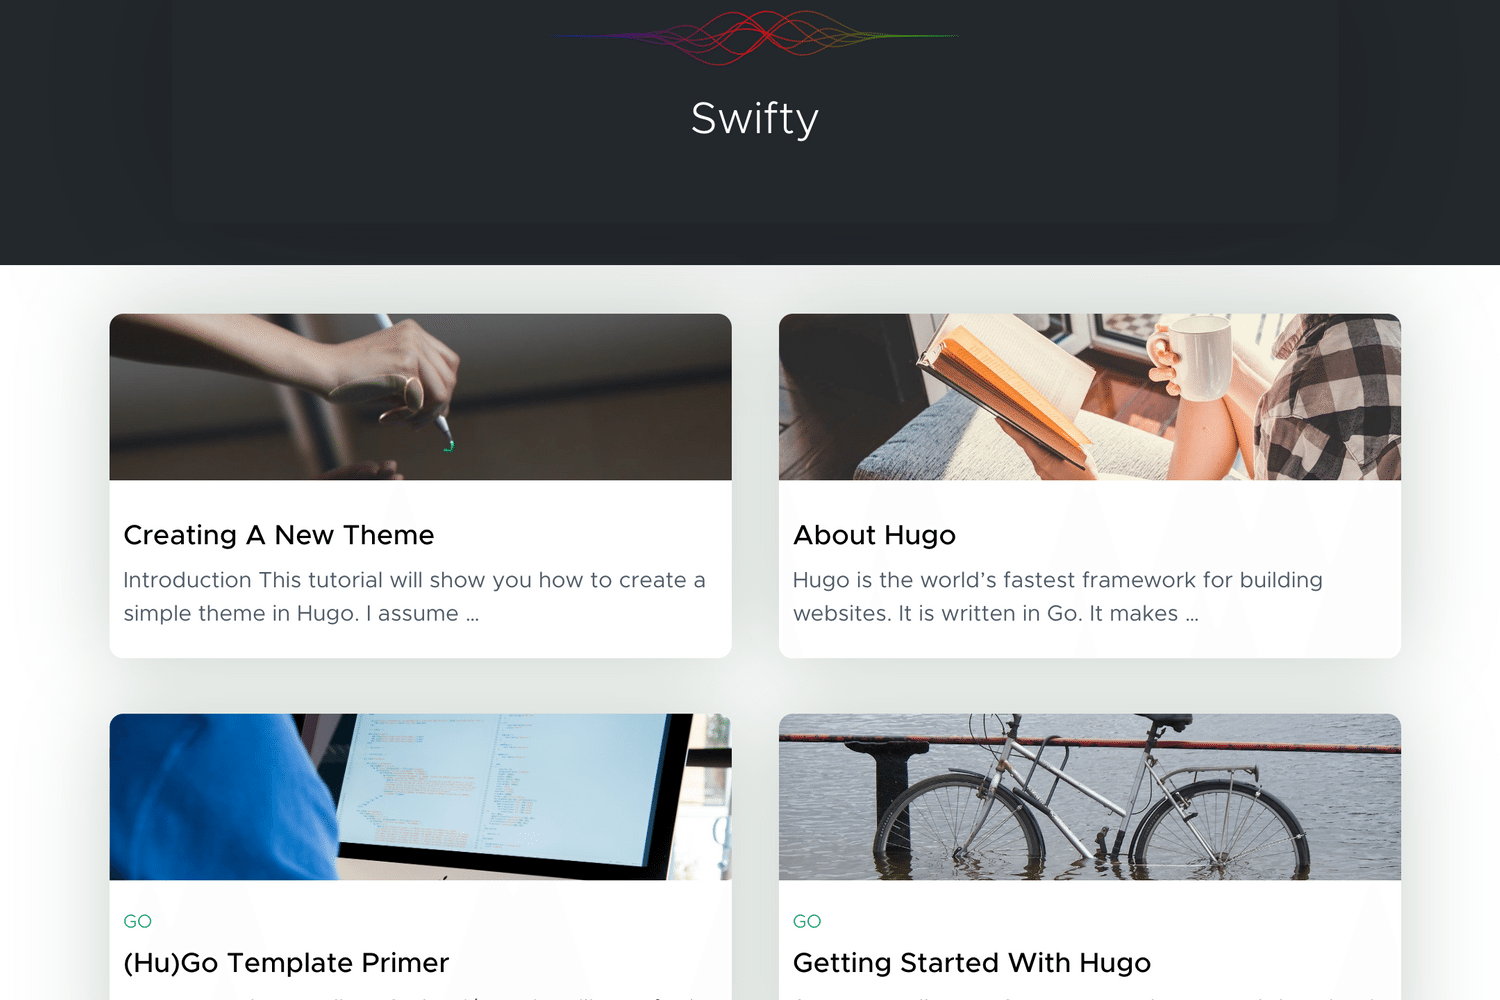 Swifty
Creating A New Theme
Introduction This tutorial will show you how to create a
simple theme in Hugo. I assume ...
About Hugo
Hugo is the world’s fastest framework for building
websites. It is written in Go. It makes ...
GO
(Hu)Go Template Primer
GO
Getting Started With Hugo